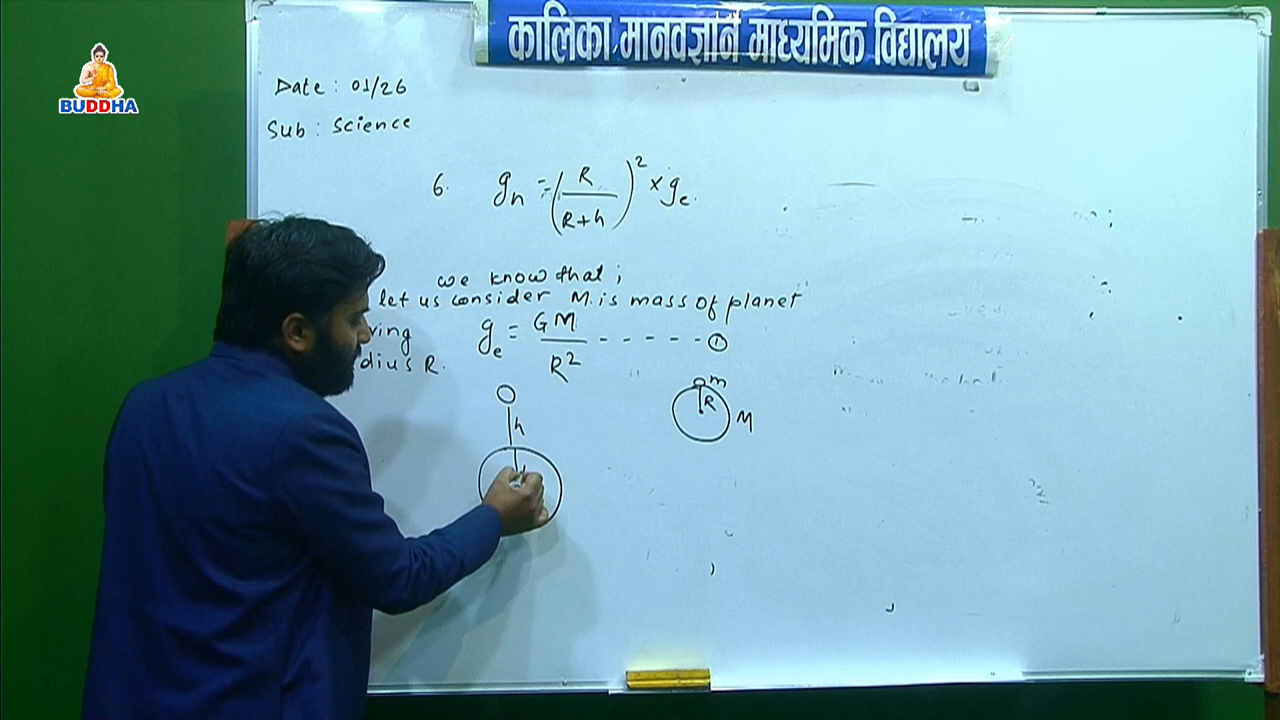 BUDDHA
कालिका मानवज्ञान माध्यमिक विद्यालय
Date : 01/26
Sub : Science
6. gh = (R / R+h)² × ge.
we know that ;
let us consider M is mass of planet
ge = GM / R² ------ ①
dius R.
h
m
R
M